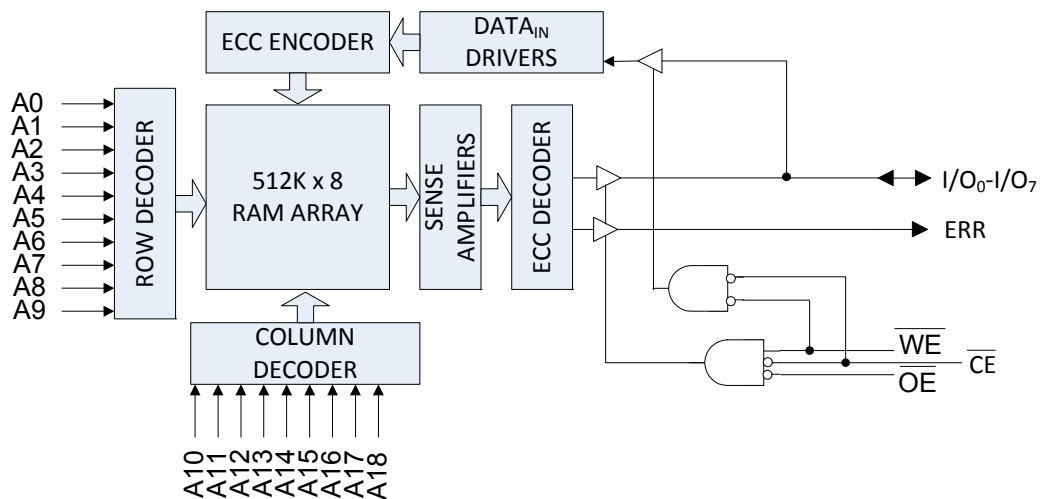 ECC ENCODER
DATAIN
DRIVERS
A0
A1
A2
A3
A4
A5
A6
A7
A8
A9
ROW DECODER
512K x 8
RAM ARRAY
SENSE
AMPLIFIERS
ECC DECODER
I/O0-I/O7
ERR
COLUMN
DECODER
WE
CE
OE
A10
A11
A12
A13
A14
A15
A16
A17
A18